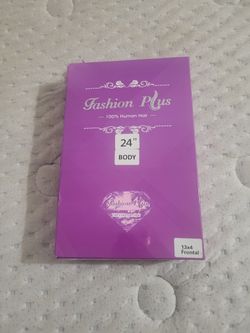 Fashion Plus
100% Human Hair
24"
BODY
13x4
Frontal